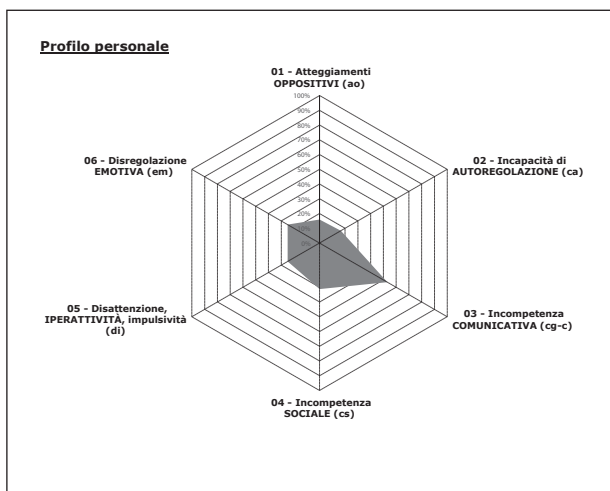 Profilo personale
01 - Atteggiamenti
OPPOSITIVI (ao)
100%
90%
80%
70%
60%
50%
40%
30%
20%
10%
0%
06 - Disregolazione
EMOTIVA (em)
02 - Incapacità di
AUTOREGOLAZIONE (ca)
05 - Disattenzione,
IPERATTIVITÀ, impulsività
(di)
03 - Incompetenza
COMUNICATIVA (cg-c)
04 - Incompetenza
SOCIALE (cs)